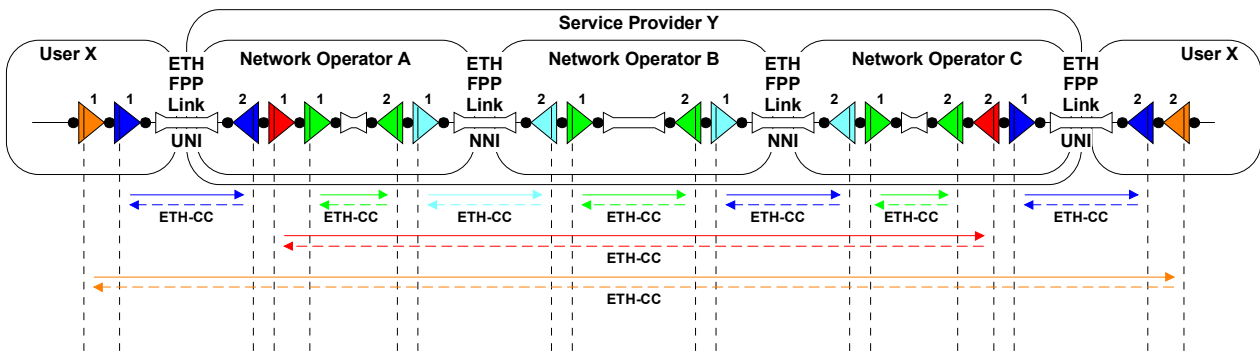 Service Provider Y
User X
Network Operator A
Network Operator B
Network Operator C
User X
ETH
FPP
Link
UNI
ETH
FPP
Link
NNI
ETH
FPP
Link
NNI
ETH
FPP
Link
UNI
1 1 2 1 1 2 1 2 1 2 1 2 1 2 2 1 2 2
ETH-CC ETH-CC ETH-CC ETH-CC ETH-CC ETH-CC ETH-CC
ETH-CC
ETH-CC